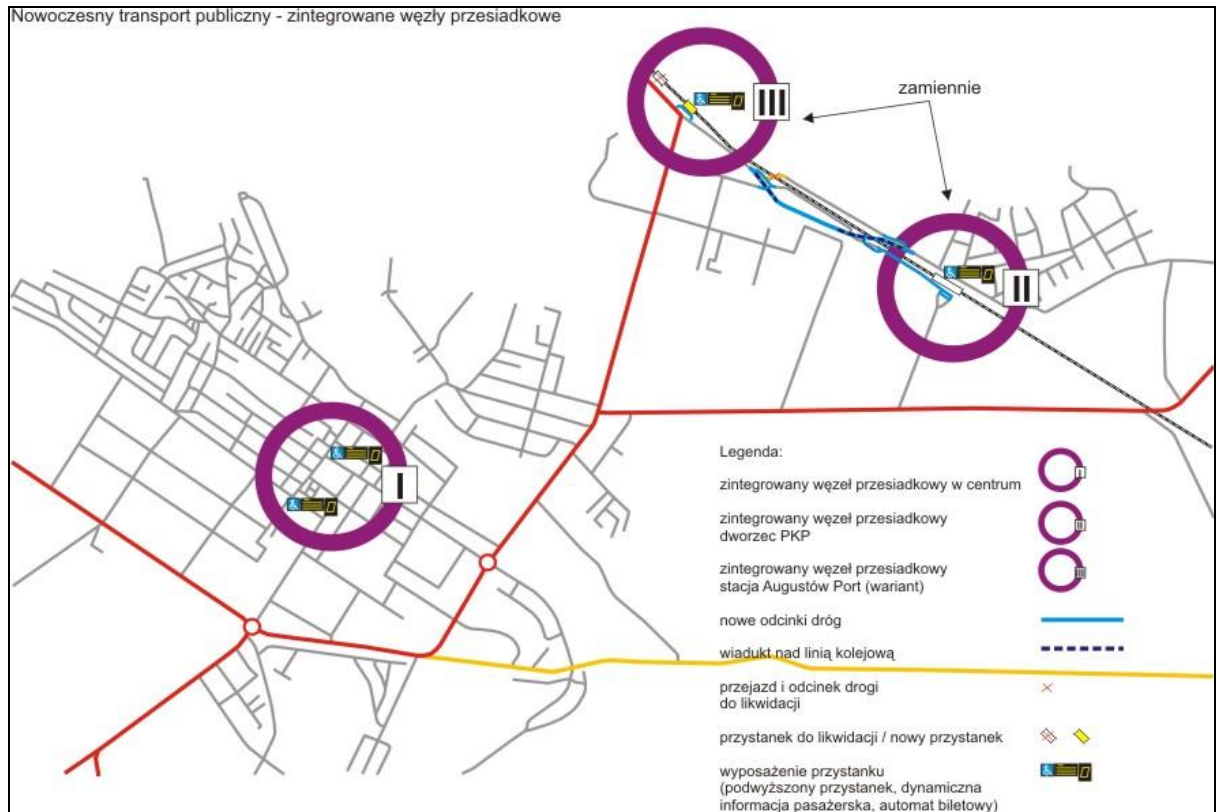 Nowoczesny transport publiczny - zintegrowane węzły przesiadkowe
III
zamiennie
II
I
Legenda:
zintegrowany węzeł przesiadkowy w centrum
zintegrowany węzeł przesiadkowy
dworzec PKP
zintegrowany węzeł przesiadkowy
stacja Augustów Port (wariant)
nowe odcinki dróg
wiadukt nad linią kolejową
przejazd i odcinek drogi
do likwidacji
przystanek do likwidacji / nowy przystanek
wyposażenie przystanku
(podwyższony przystanek, dynamiczna
informacja pasażerska, automat biletowy)